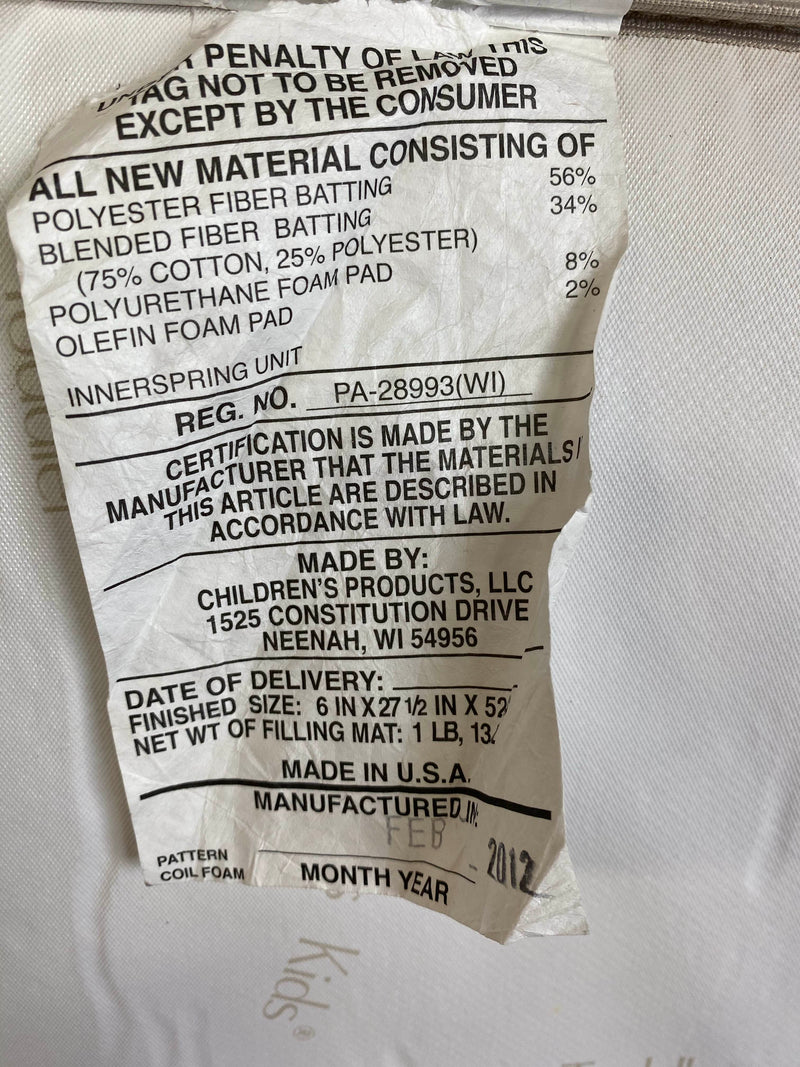 PENALTY OF LAW THIS
TAG NOT TO BE REMOVED
EXCEPT BY THE CONSUMER
ALL NEW MATERIAL CONSISTING OF
POLYESTER FIBER BATTING 56%
BLENDED FIBER BATTING 34%
(75% COTTON, 25% POLYESTER)
POLYURETHANE FOAM PAD 8%
OLEFIN FOAM PAD 2%
INNERSPRING UNIT
REG. NO. PA-28993(WI)
CERTIFICATION IS MADE BY THE
MANUFACTURER THAT THE MATERIALS
THIS ARTICLE ARE DESCRIBED IN
ACCORDANCE WITH LAW.
MADE BY:
CHILDREN'S PRODUCTS, LLC
1525 CONSTITUTION DRIVE
NEENAH, WI 54956
DATE OF DELIVERY:
FINISHED SIZE: 6 IN X 27 1/2 IN X 52
NET WT OF FILLING MAT: 1 LB, 13
MADE IN U.S.A.
MANUFACTURED IN:
FEB 2012
PATTERN
COIL FOAM
MONTH YEAR
Kids®